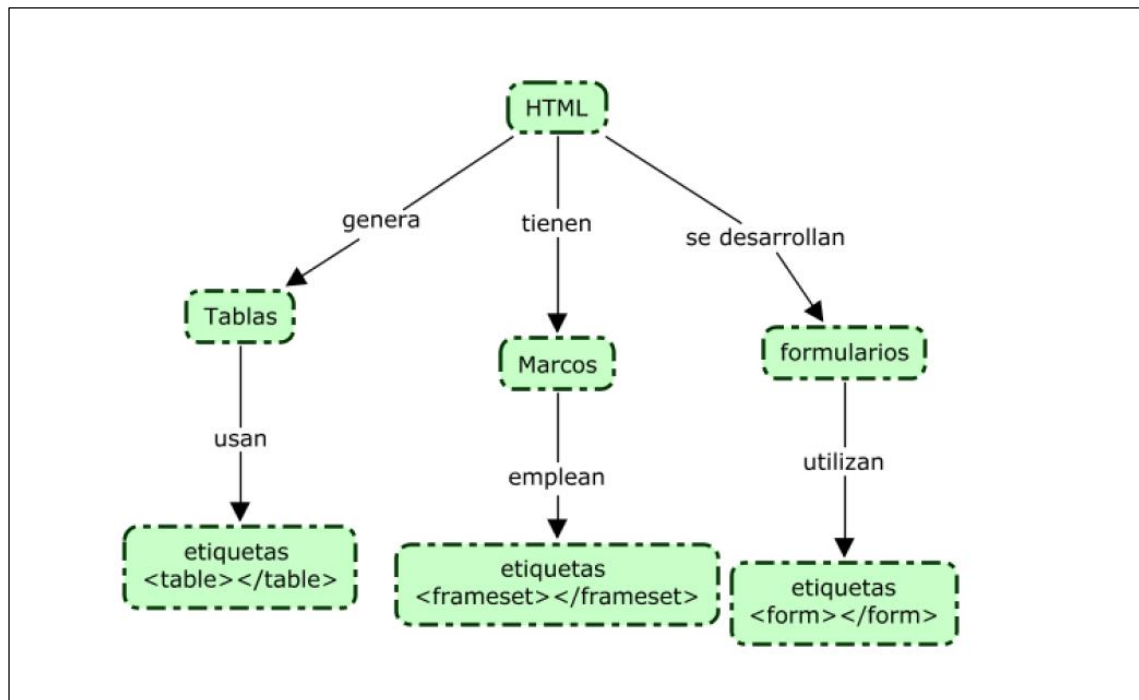 HTML
genera
tienen
se desarrollan
Tablas
Marcos
formularios
usan
emplean
utilizan
etiquetas
<table></table>
etiquetas
<frameset></frameset>
etiquetas
<form></form>